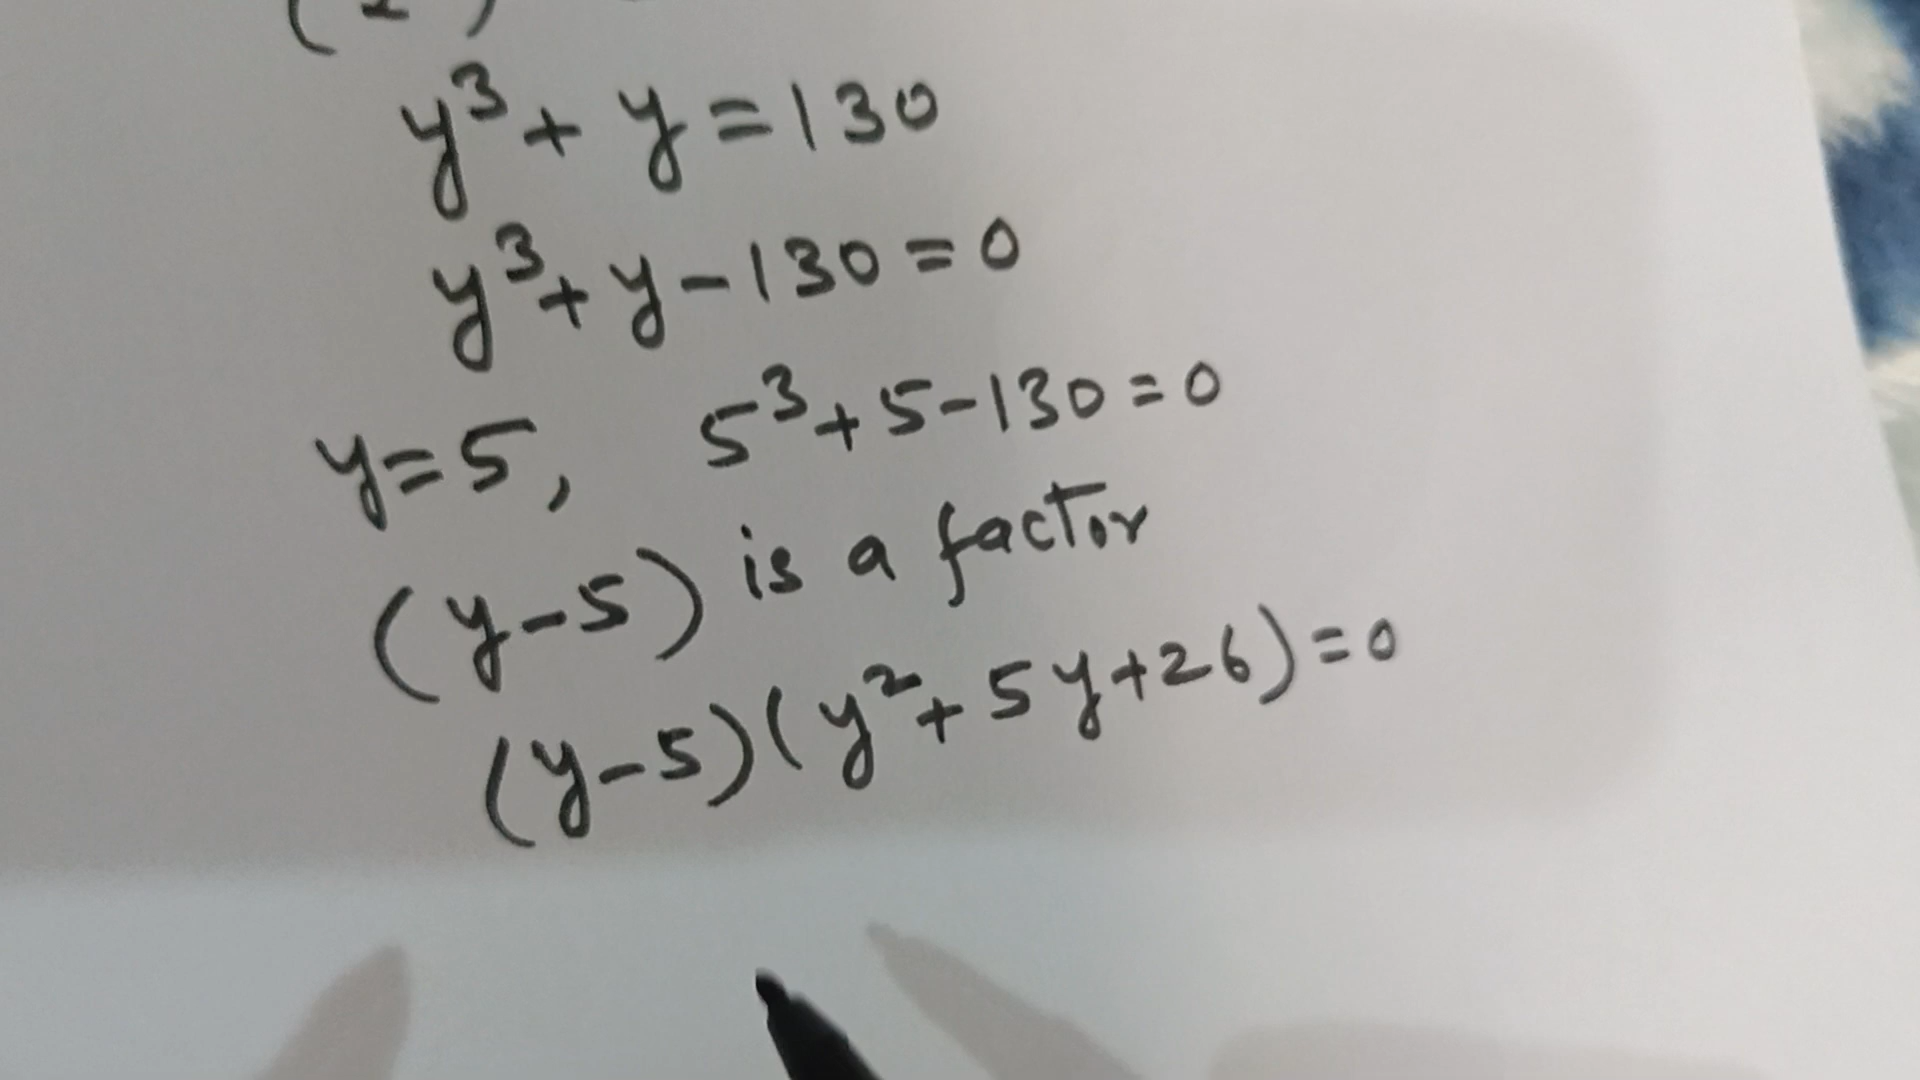 y³ + y = 130
y³ + y - 130 = 0
y = 5, 5³ + 5 - 130 = 0
(y - 5) is a factor
(y - 5)(y² + 5y + 26) = 0